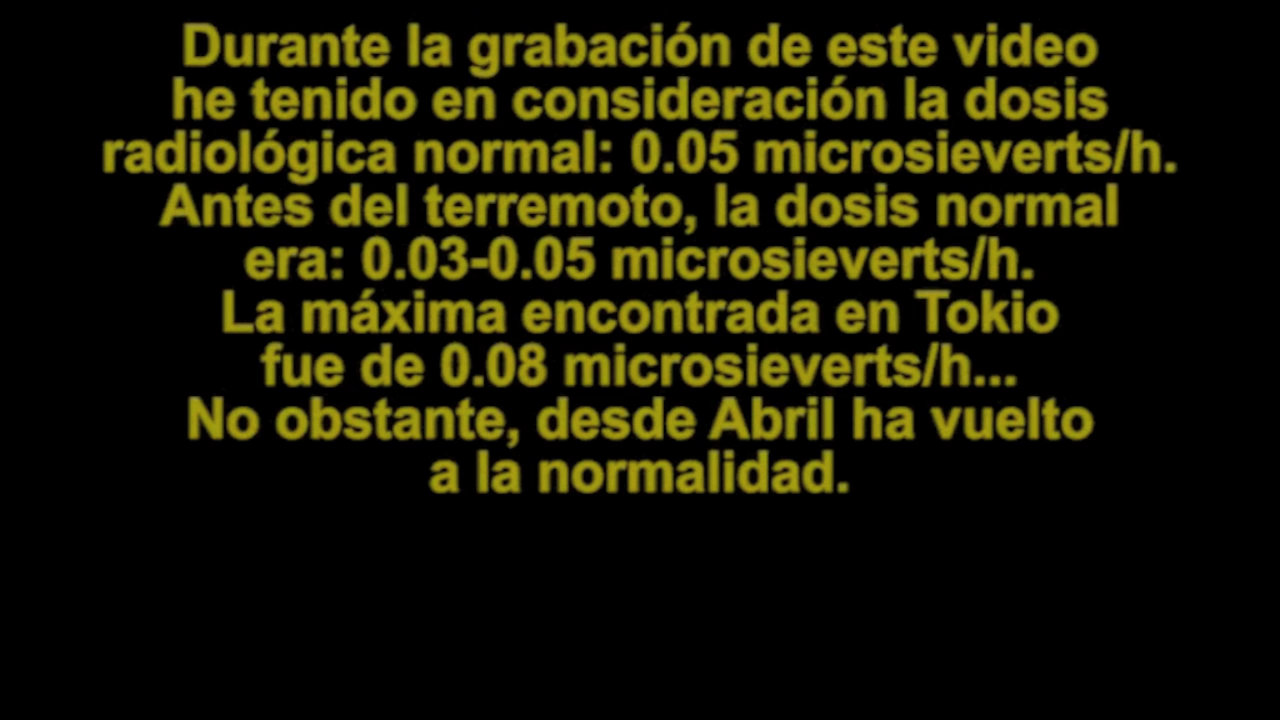 Durante la grabación de este video
he tenido en consideración la dosis
radiológica normal: 0.05 microsieverts/h.
Antes del terremoto, la dosis normal
era: 0.03-0.05 microsieverts/h.
La máxima encontrada en Tokio
fue de 0.08 microsieverts/h...
No obstante, desde Abril ha vuelto
a la normalidad.